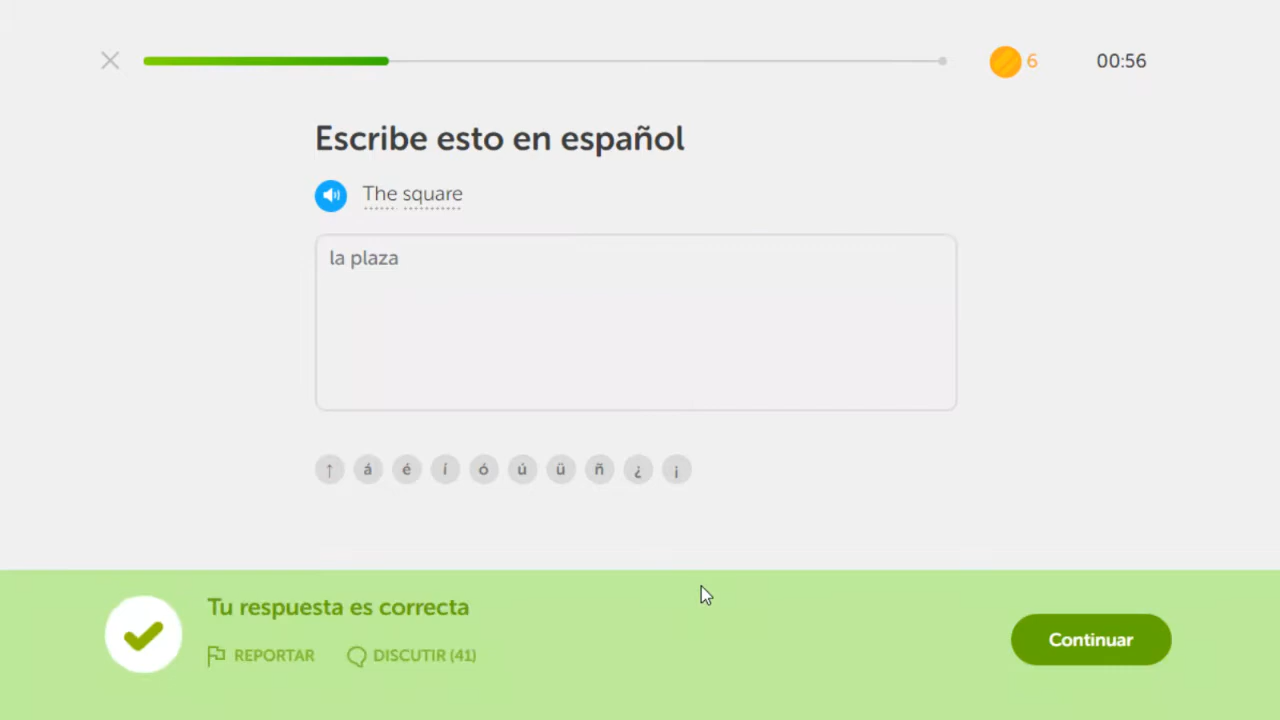 6 00:56
Escribe esto en español
The square
la plaza
↑ á é í ó ú ü ñ ¿ ¡
Tu respuesta es correcta
REPORTAR DISCUTIR (41)
Continuar